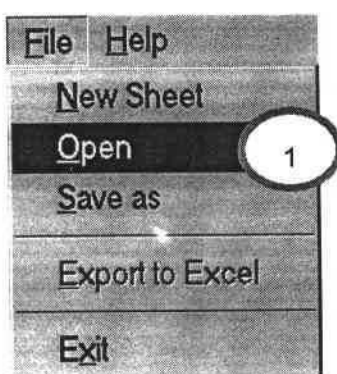 File Help
New Sheet
Open 1
Save as
Export to Excel
Exit